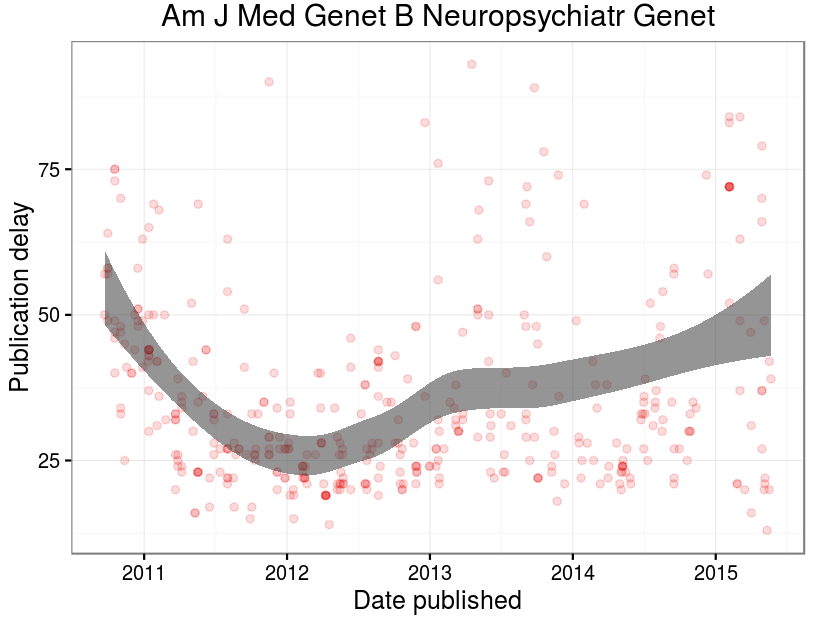 Am J Med Genet B Neuropsychiatr Genet
Publication delay
75
50
25
2011
2012
2013
2014
2015
Date published